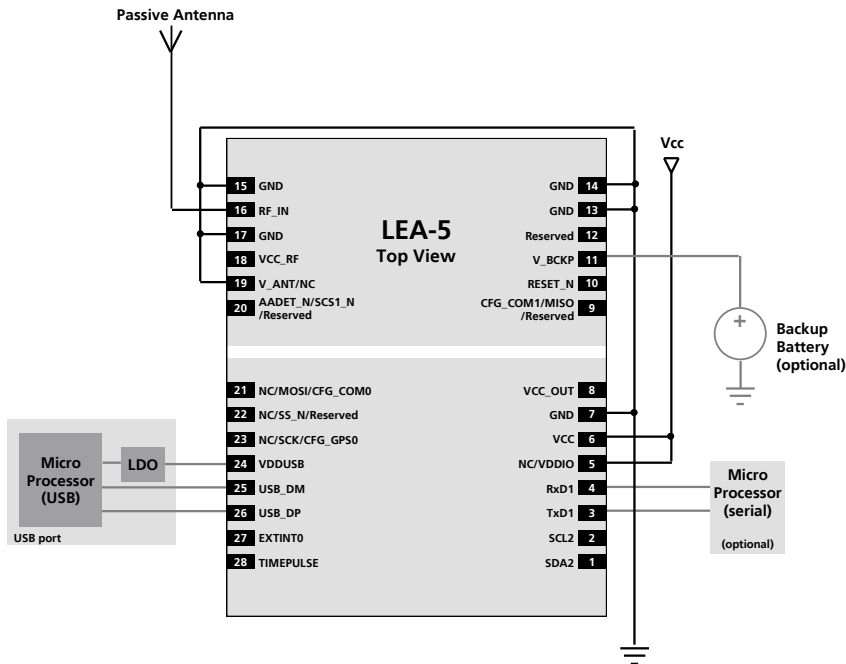 Passive Antenna
Vcc
LEA-5
Top View
15 GND
16 RF_IN
17 GND
18 VCC_RF
19 V_ANT/NC
20 AADET_N/SCS1_N
/Reserved
GND 14
GND 13
Reserved 12
V_BCKP 11
RESET_N 10
CFG_COM1/MISO
/Reserved 9
+
Backup
Battery
(optional)
21 NC/MOSI/CFG_COM0
22 NC/SS_N/Reserved
23 NC/SCK/CFG_GPS0
24 VDDUSB
25 USB_DM
26 USB_DP
27 EXTINT0
28 TIMEPULSE
VCC_OUT 8
GND 7
VCC 6
NC/VDDIO 5
RxD1 4
TxD1 3
SCL2 2
SDA2 1
Micro
Processor
(USB)
LDO
USB port
Micro
Processor
(serial)
(optional)